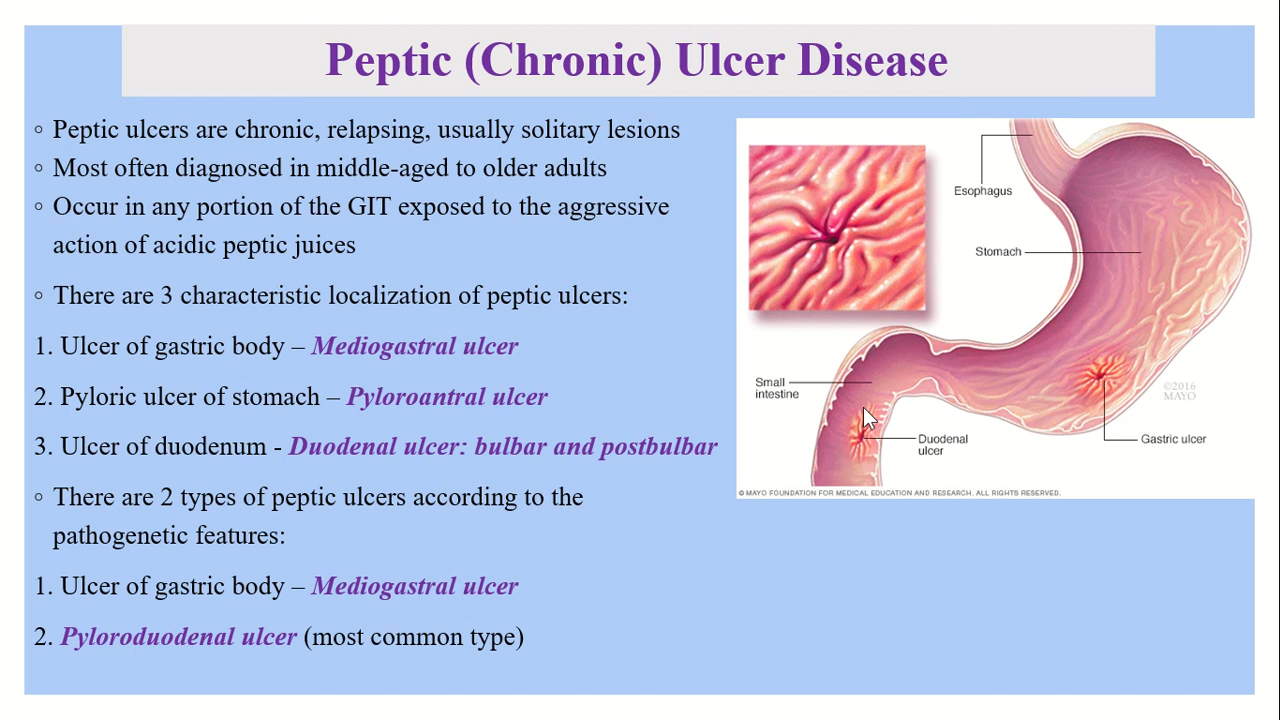 Peptic (Chronic) Ulcer Disease
◦ Peptic ulcers are chronic, relapsing, usually solitary lesions
◦ Most often diagnosed in middle-aged to older adults
◦ Occur in any portion of the GIT exposed to the aggressive
action of acidic peptic juices
◦ There are 3 characteristic localization of peptic ulcers:
1. Ulcer of gastric body – Mediogastral ulcer
2. Pyloric ulcer of stomach – Pyloroantral ulcer
3. Ulcer of duodenum - Duodenal ulcer: bulbar and postbulbar
◦ There are 2 types of peptic ulcers according to the
pathogenetic features:
1. Ulcer of gastric body – Mediogastral ulcer
2. Pyloroduodenal ulcer (most common type)
Esophagus
Stomach
Small
intestine
©2016
MAYO
Duodenal
ulcer
Gastric ulcer
© MAYO FOUNDATION FOR MEDICAL EDUCATION AND RESEARCH. ALL RIGHTS RESERVED.